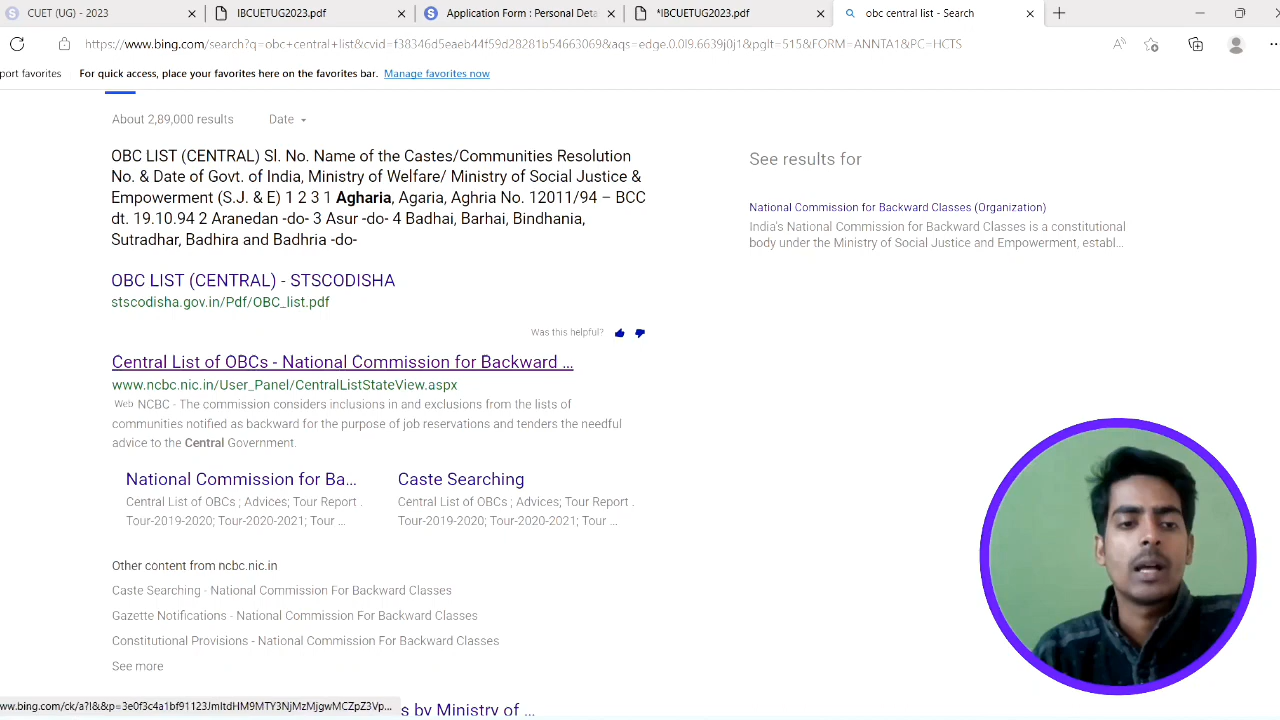 CUET (UG) - 2023
IBCUETUG2023.pdf
Application Form : Personal Deta
*IBCUETUG2023.pdf
obc central list - Search
https://www.bing.com/search?q=obc+central+list&cvid=f38346d5eaeb44f59d28281b54663069&aqs=edge.0.0l9.6639j0j1&pglt=515&FORM=ANNTA1&PC=HCTS
port favorites
For quick access, place your favorites here on the favorites bar. Manage favorites now
About 2,89,000 results
Date
OBC LIST (CENTRAL) Sl. No. Name of the Castes/Communities Resolution
No. & Date of Govt. of India, Ministry of Welfare/ Ministry of Social Justice &
Empowerment (S.J. & E) 1 2 3 1 Agharia, Agaria, Aghria No. 12011/94 – BCC
dt. 19.10.94 2 Aranedan -do- 3 Asur -do- 4 Badhai, Barhai, Bindhania,
Sutradhar, Badhira and Badhria -do-
OBC LIST (CENTRAL) - STSCODISHA
stscodisha.gov.in/Pdf/OBC_list.pdf
Was this helpful?
Central List of OBCs - National Commission for Backward ...
www.ncbc.nic.in/User_Panel/CentralListStateView.aspx
Web NCBC - The commission considers inclusions in and exclusions from the lists of
communities notified as backward for the purpose of job reservations and tenders the needful
advice to the Central Government.
National Commission for Ba...
Central List of OBCs ; Advices; Tour Report .
Tour-2019-2020; Tour-2020-2021; Tour ...
Caste Searching
Central List of OBCs ; Advices; Tour Report .
Tour-2019-2020; Tour-2020-2021; Tour ...
Other content from ncbc.nic.in
Caste Searching - National Commission For Backward Classes
Gazette Notifications - National Commission For Backward Classes
Constitutional Provisions - National Commission For Backward Classes
See more
ww.bing.com/ck/a?!&&p=3e0f3c4a1bf91123JmltdHM9MTY3NjMzMjgwMCZpZ3Vp...
s by Ministry of ...
See results for
National Commission for Backward Classes (Organization)
India's National Commission for Backward Classes is a constitutional
body under the Ministry of Social Justice and Empowerment, establ...